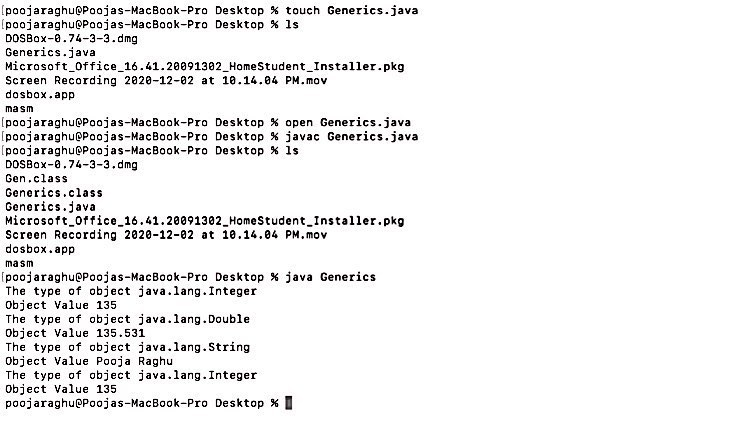 [poojaraghu@Poojas-MacBook-Pro Desktop % touch Generics.java
[poojaraghu@Poojas-MacBook-Pro Desktop % ls
DOSBox-0.74-3-3.dmg
Generics.java
Microsoft_Office_16.41.20091302_HomeStudent_Installer.pkg
Screen Recording 2020-12-02 at 10.14.04 PM.mov
dosbox.app
masm
[poojaraghu@Poojas-MacBook-Pro Desktop % open Generics.java
[poojaraghu@Poojas-MacBook-Pro Desktop % javac Generics.java
[poojaraghu@Poojas-MacBook-Pro Desktop % ls
DOSBox-0.74-3-3.dmg
Gen.class
Generics.class
Generics.java
Microsoft_Office_16.41.20091302_HomeStudent_Installer.pkg
Screen Recording 2020-12-02 at 10.14.04 PM.mov
dosbox.app
masm
[poojaraghu@Poojas-MacBook-Pro Desktop % java Generics
The type of object java.lang.Integer
Object Value 135
The type of object java.lang.Double
Object Value 135.531
The type of object java.lang.String
Object Value Pooja Raghu
The type of object java.lang.Integer
Object Value 135
poojaraghu@Poojas-MacBook-Pro Desktop %